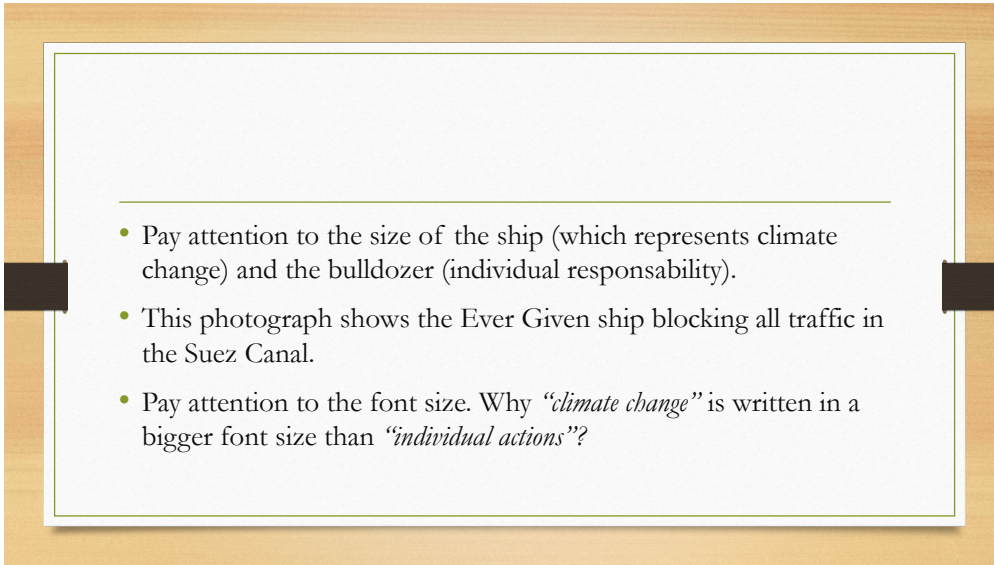 • Pay attention to the size of the ship (which represents climate
change) and the bulldozer (individual responsability).
• This photograph shows the Ever Given ship blocking all traffic in
the Suez Canal.
• Pay attention to the font size. Why “climate change” is written in a
bigger font size than “individual actions”?